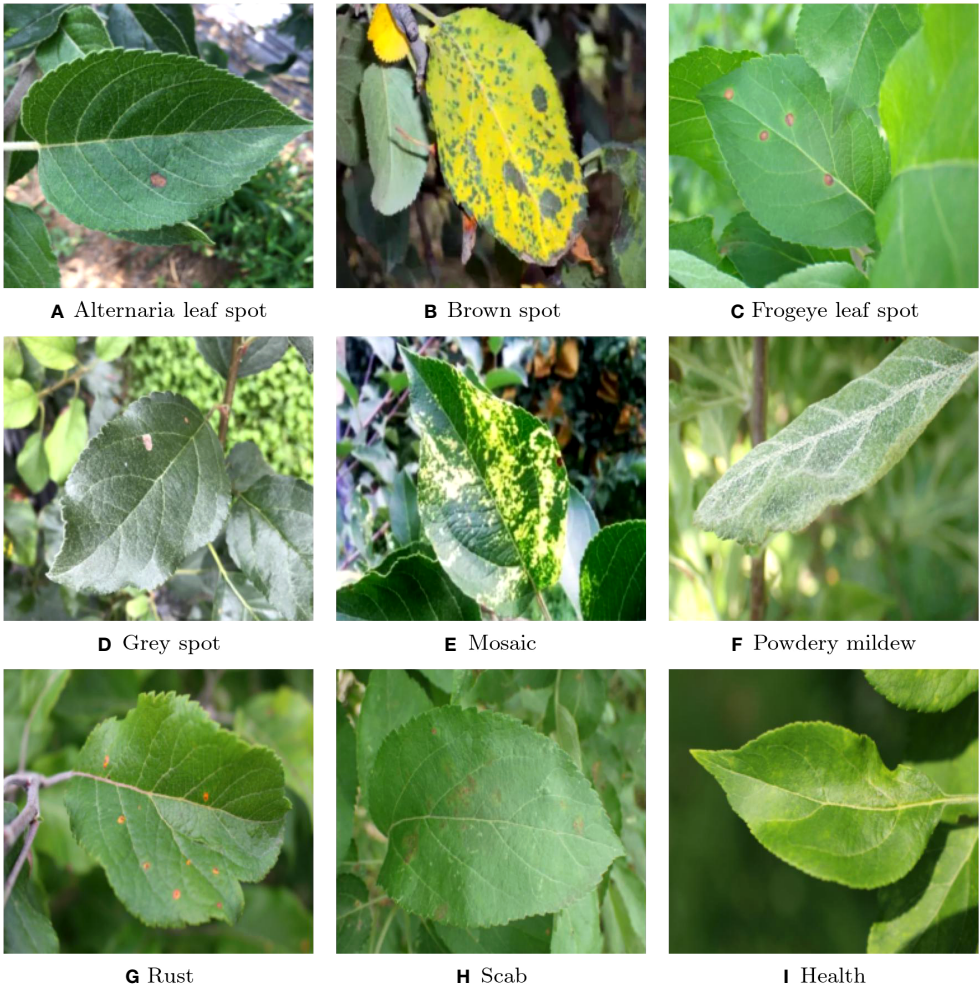 A Alternaria leaf spot
B Brown spot
C Frogeye leaf spot
D Grey spot
E Mosaic
F Powdery mildew
G Rust
H Scab
I Health